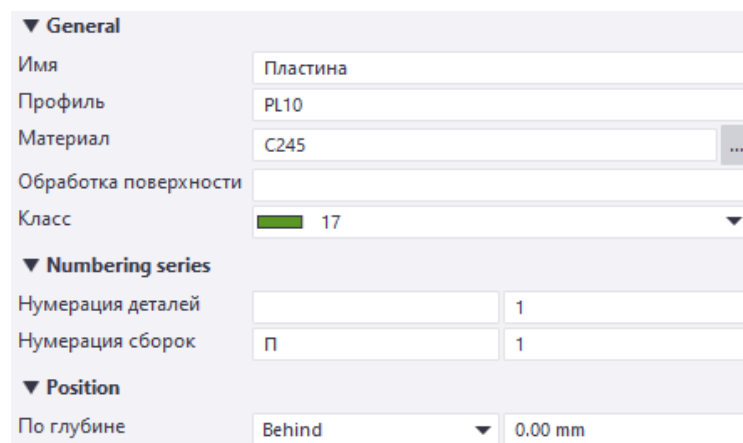 ▼ General
Имя Пластина
Профиль PL10
Материал C245 ...
Обработка поверхности
Класс 17
▼ Numbering series
Нумерация деталей 1
Нумерация сборок П 1
▼ Position
По глубине Behind 0.00 mm